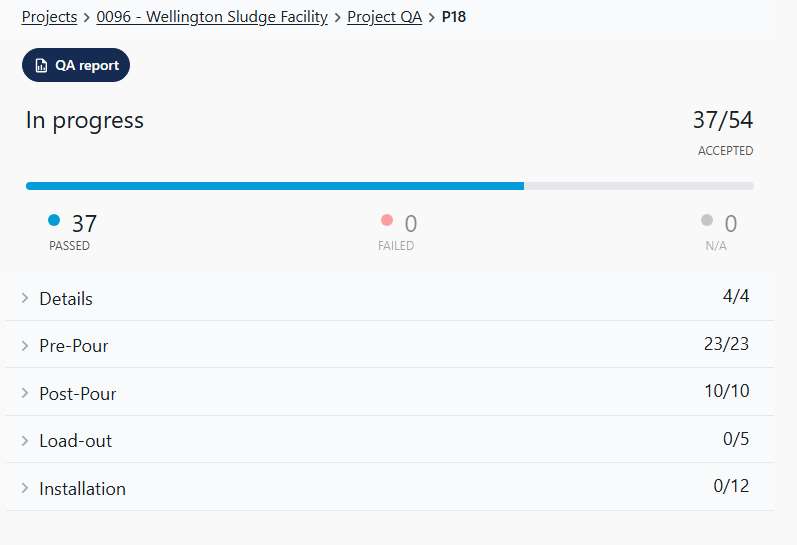 Projects > 0096 - Wellington Sludge Facility > Project QA > P18
QA report
In progress
37/54
ACCEPTED
37
PASSED
0
FAILED
0
N/A
Details 4/4
Pre-Pour 23/23
Post-Pour 10/10
Load-out 0/5
Installation 0/12